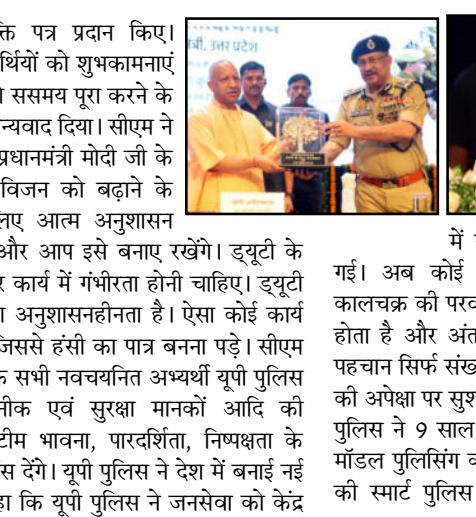 क्ति पत्र प्रदान किए।
र्थियों को शुभकामनाएं
ो ससमय पूरा करने के
न्यवाद दिया। सीएम ने
प्रधानमंत्री मोदी जी के
विजन को बढ़ाने के
लिए आत्म अनुशासन
और आप इसे बनाए रखेंगे। ड्यूटी के
र कार्य में गंभीरता होनी चाहिए। ड्यूटी
ा अनुशासनहीनता है। ऐसा कोई कार्य
जिससे हंसी का पात्र बनना पड़े। सीएम
क सभी नवचयनित अभ्यर्थी यूपी पुलिस
नीक एवं सुरक्षा मानकों आदि की
टीम भावना, पारदर्शिता, निष्पक्षता के
ंस देंगे। यूपी पुलिस ने देश में बनाई नई
हा कि यूपी पुलिस ने जनसेवा को केंद्र
त्री, उत्तर प्रदेश
में
गई। अब कोई
कालचक्र की परव
होता है और अंत
पहचान सिर्फ संख
की अपेक्षा पर सुश
पुलिस ने 9 साल
मॉडल पुलिसिंग व
की स्मार्ट पुलिस